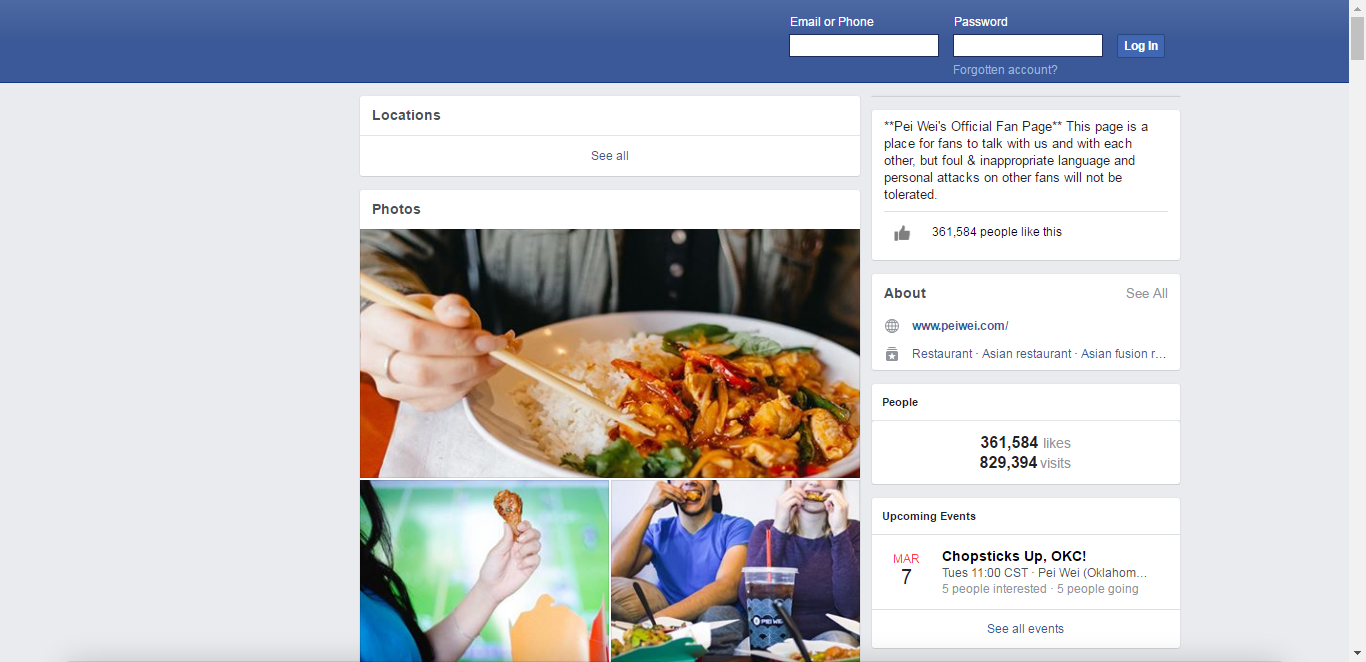 Email or Phone
Password
Log In
Forgotten account?
Locations
See all
Photos
PEI WEI
**Pei Wei's Official Fan Page** This page is a
place for fans to talk with us and with each
other, but foul & inappropriate language and
personal attacks on other fans will not be
tolerated.
361,584 people like this
About
See All
www.peiwei.com/
Restaurant · Asian restaurant · Asian fusion r...
People
361,584 likes
829,394 visits
Upcoming Events
MAR
7
Chopsticks Up, OKC!
Tues 11:00 CST · Pei Wei (Oklahom...
5 people interested · 5 people going
See all events